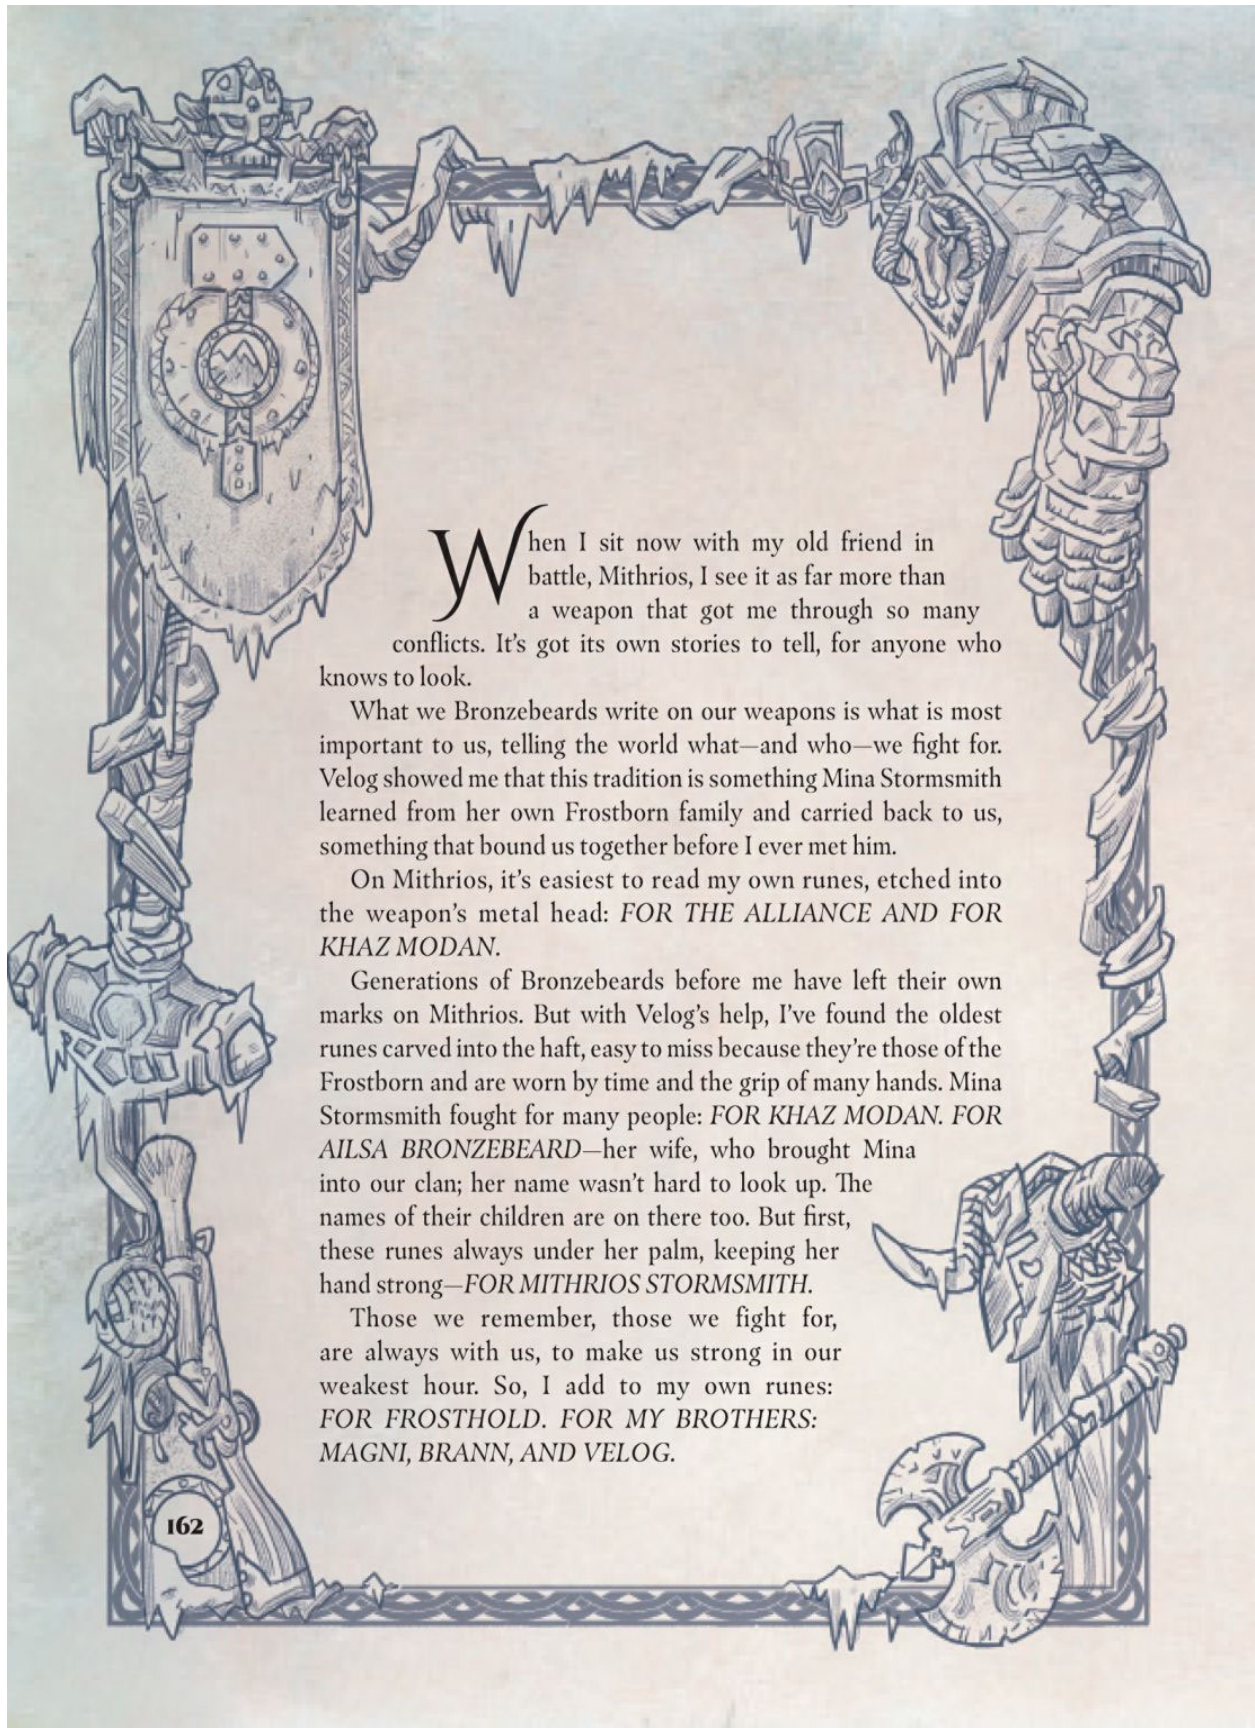 When I sit now with my old friend in
battle, Mithrios, I see it as far more than
a weapon that got me through so many
conflicts. It's got its own stories to tell, for anyone who
knows to look.
What we Bronzebeards write on our weapons is what is most
important to us, telling the world what—and who—we fight for.
Velog showed me that this tradition is something Mina Stormsmith
learned from her own Frostborn family and carried back to us,
something that bound us together before I ever met him.
On Mithrios, it's easiest to read my own runes, etched into
the weapon's metal head: FOR THE ALLIANCE AND FOR
KHAZ MODAN.
Generations of Bronzebeards before me have left their own
marks on Mithrios. But with Velog's help, I've found the oldest
runes carved into the haft, easy to miss because they're those of the
Frostborn and are worn by time and the grip of many hands. Mina
Stormsmith fought for many people: FOR KHAZ MODAN. FOR
AILSA BRONZEBEARD—her wife, who brought Mina
into our clan; her name wasn't hard to look up. The
names of their children are on there too. But first,
these runes always under her palm, keeping her
hand strong—FOR MITHRIOS STORMSMITH.
Those we remember, those we fight for,
are always with us, to make us strong in our
weakest hour. So, I add to my own runes:
FOR FROSTHOLD. FOR MY BROTHERS:
MAGNI, BRANN, AND VELOG.
162